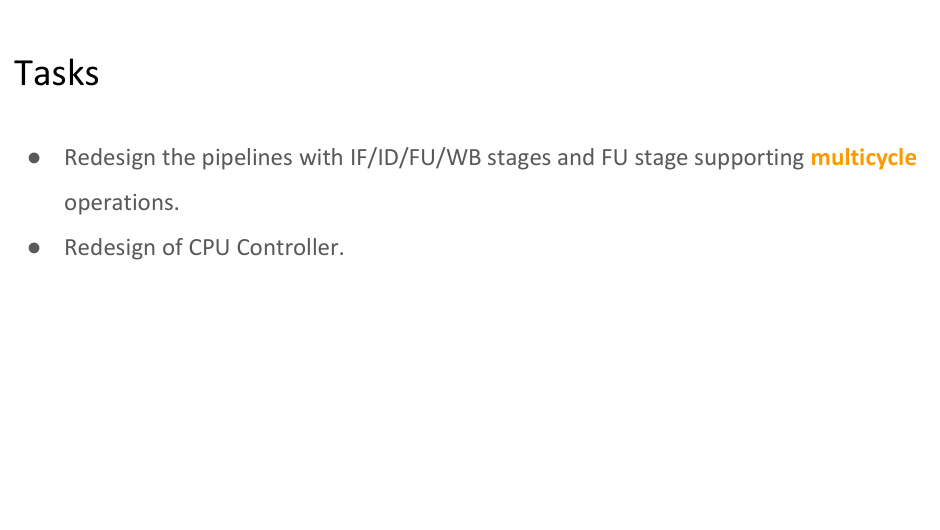 Tasks
● Redesign the pipelines with IF/ID/FU/WB stages and FU stage supporting multicycle
operations.
● Redesign of CPU Controller.